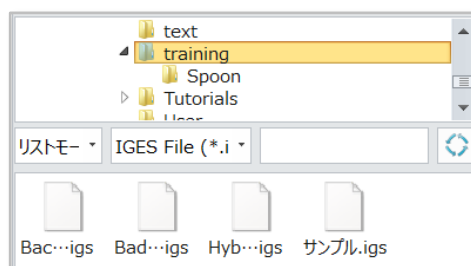 text
training
Spoon
Tutorials
User
リストモー IGES File (*.i
Bac…igs Bad…igs Hyb…igs サンプル.igs